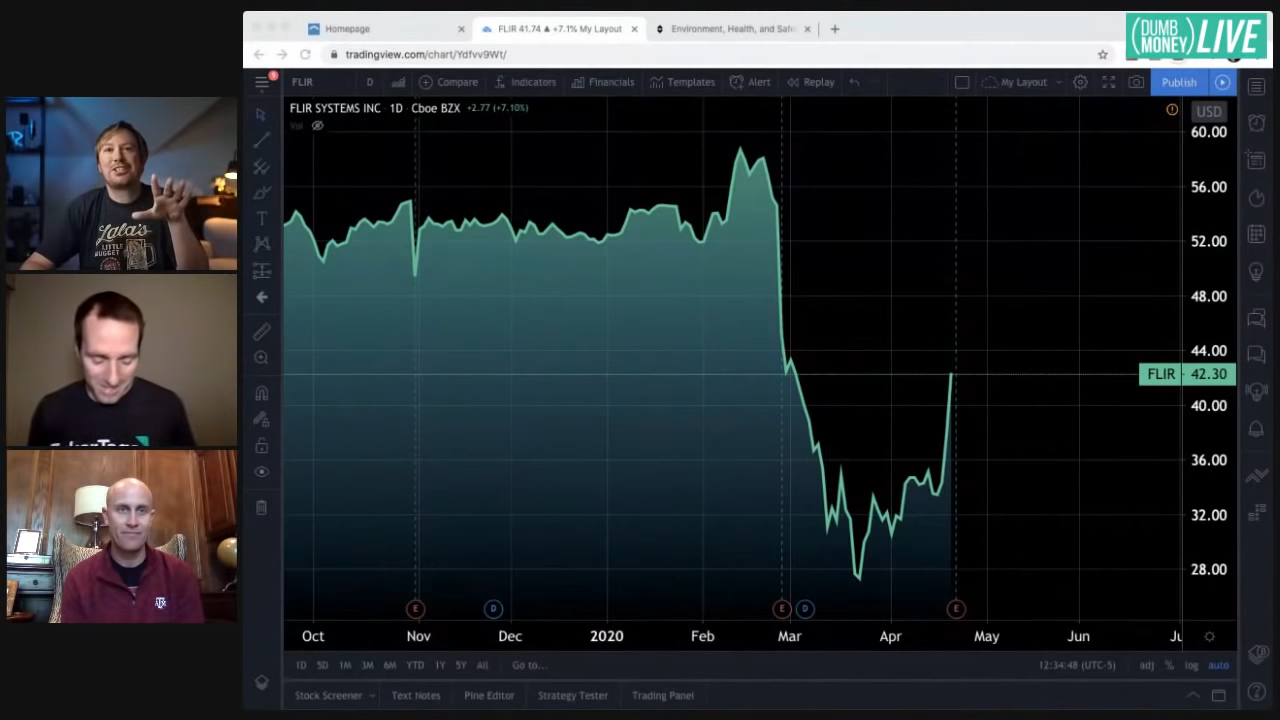 (DUMB MONEY) LIVE
Homepage
FLIR 41.74 ▲ +7.1% My Layout
Environment, Health, and Safe
tradingview.com/chart/Ydfvv9Wt/
9
FLIR D Compare Indicators Financials Templates Alert Replay My Layout Publish
FLIR SYSTEMS INC · 1D · Cboe BZX +2.77 (+7.10%)
Vol
USD
60.00
56.00
52.00
48.00
44.00
FLIR 42.30
40.00
36.00
32.00
28.00
Lala's
LITTLE
NUGGET
E D E D E
Oct Nov Dec 2020 Feb Mar Apr May Jun
1D 5D 1M 3M 6M YTD 1Y 5Y All Go to... 12:34:48 (UTC-5) adj % log auto
Stock Screener Text Notes Pine Editor Strategy Tester Trading Panel